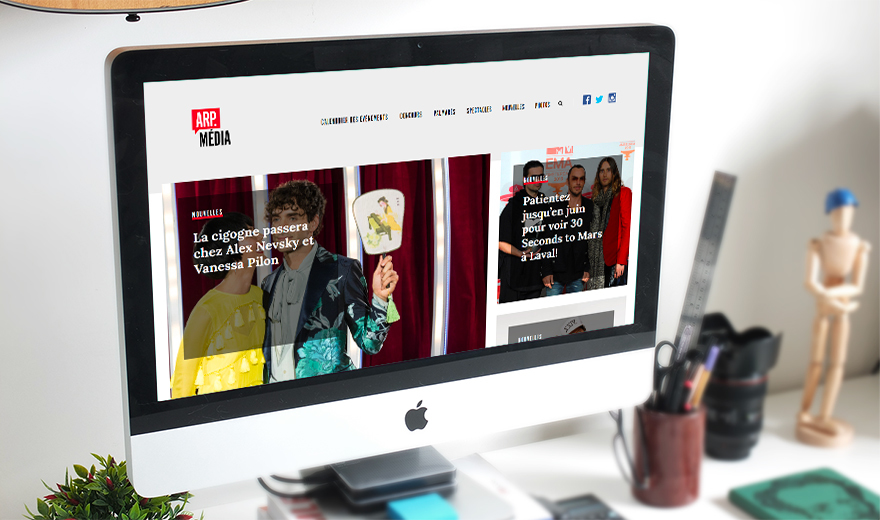 ARP.
MÉDIA
CALENDRIER DES ÉVÉNEMENTS CONCOURS PALMARÈS SPECTACLES NOUVELLES PHOTOS
NOUVELLES
La cigogne passera
chez Alex Nevsky et
Vanessa Pilon
EMA
NOUVELLES
Patientez
jusqu'en juin
pour voir 30
Seconds to Mars
à Laval!
NOUVELLES